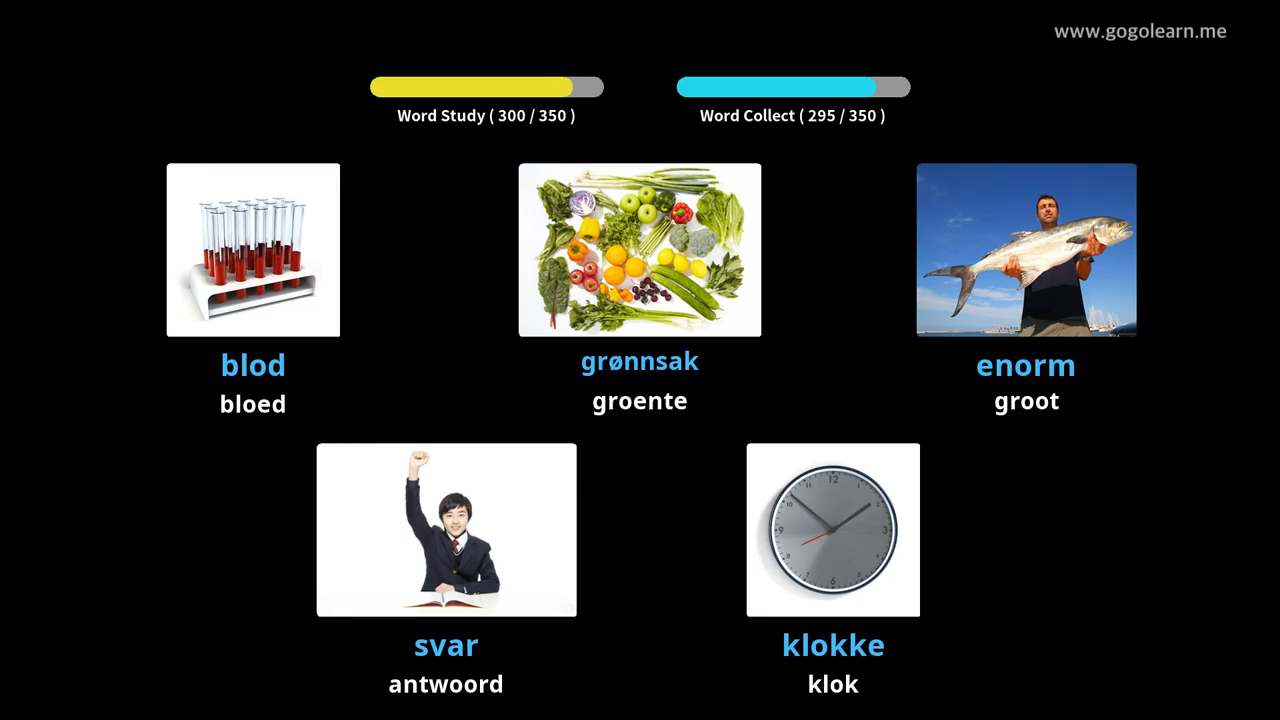 www.gogolearn.me
Word Study ( 300 / 350 )
Word Collect ( 295 / 350 )
blod
bloed
grønnsak
groente
enorm
groot
svar
antwoord
klokke
klok